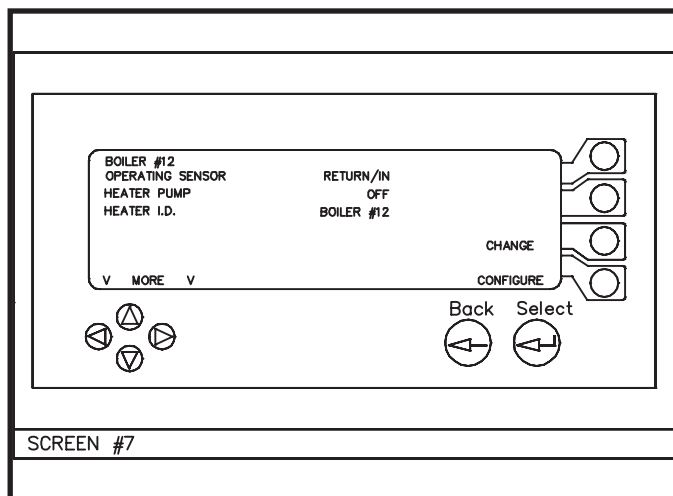 BOILER #12
OPERATING SENSOR RETURN/IN
HEATER PUMP OFF
HEATER I.D. BOILER #12
CHANGE
V MORE V CONFIGURE
Back Select
SCREEN #7